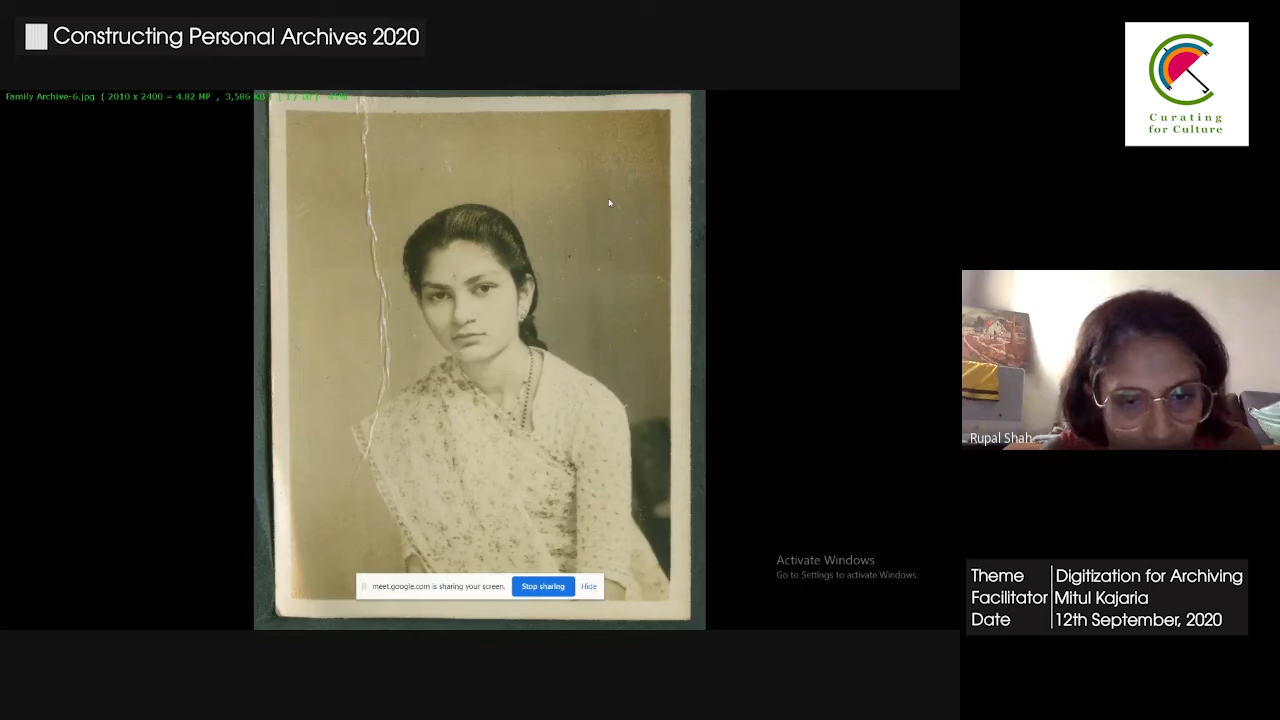 Constructing Personal Archives 2020
Curating
for Culture
Family Archive-6.jpg ( 2010 x 2400 = 4.82 MP , 3,586 KB )
Rupal Shah
Activate Windows
Go to Settings to activate Windows.
meet.google.com is sharing your screen. Stop sharing Hide
Theme Digitization for Archiving
Facilitator Mitul Kajaria
Date 12th September, 2020